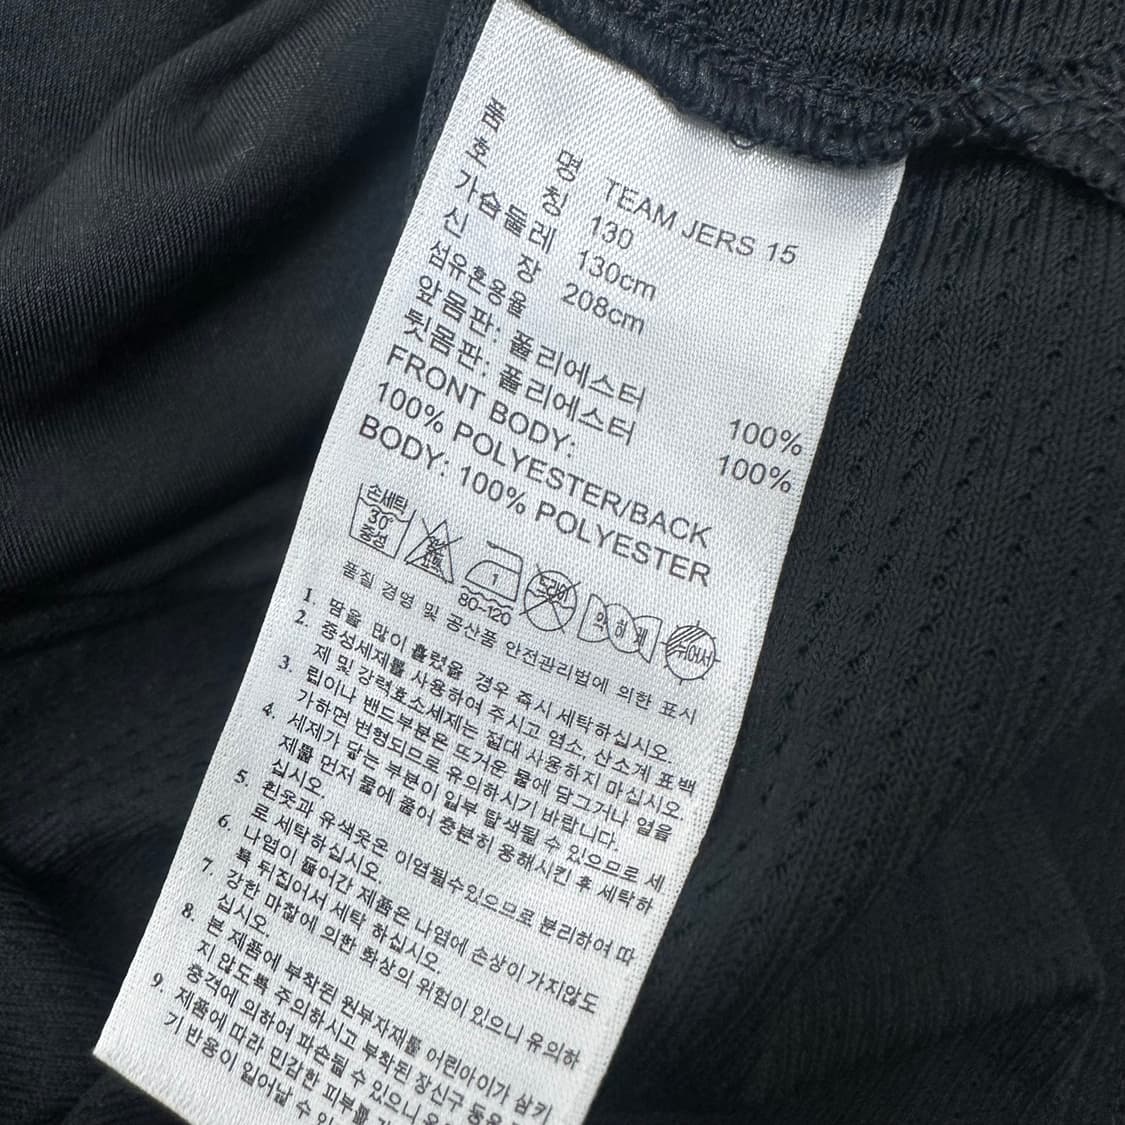 품 명 TEAM JERS 15
호 칭 130
가슴둘레 130cm
신 장 208cm
섬유혼용율
앞몸판: 폴리에스터 100%
뒷몸판: 폴리에스터 100%
FRONT BODY:
100% POLYESTER/BACK
BODY: 100% POLYESTER
손세탁
30°
중성
1
80~120
드라이
약하게
뉘어서
품질 경영 및 공산품 안전관리법에 의한 표시
1. 땀을 많이 흘렸을 경우 즉시 세탁하십시오.
2. 중성세제를 사용하여 주시고 염소, 산소계 표백
제 및 강력효소세제는 절대 사용하지 마십시오.
3. 립이나 밴드부분은 뜨거운 물에 담그거나 열을
가하면 변형되므로 유의하시기 바랍니다.
4. 세제가 닿는 부분이 일부 탈색될 수 있으므로 세
제를 먼저 물에 풀어 충분히 용해시킨 후 세탁하
십시오.
5. 흰옷과 유색옷은 이염될수있으므로 분리하여 따
로 세탁하십시오.
6. 나염이 들어간 제품은 나염에 손상이 가지않도
록 뒤집어서 세탁 하십시오.
7. 강한 마찰에 의한 화상의 위험이 있으니 유의하
십시오.
8. 본 제품에 부착된 원부자재를 어린아이가 삼키
지 않도록 주의하시고 부착된 장신구 등은
충격에 의하여 파손될 수 있으니
9. 제품에 따라 민감한 피부를
기 반응이 일어날 수 있